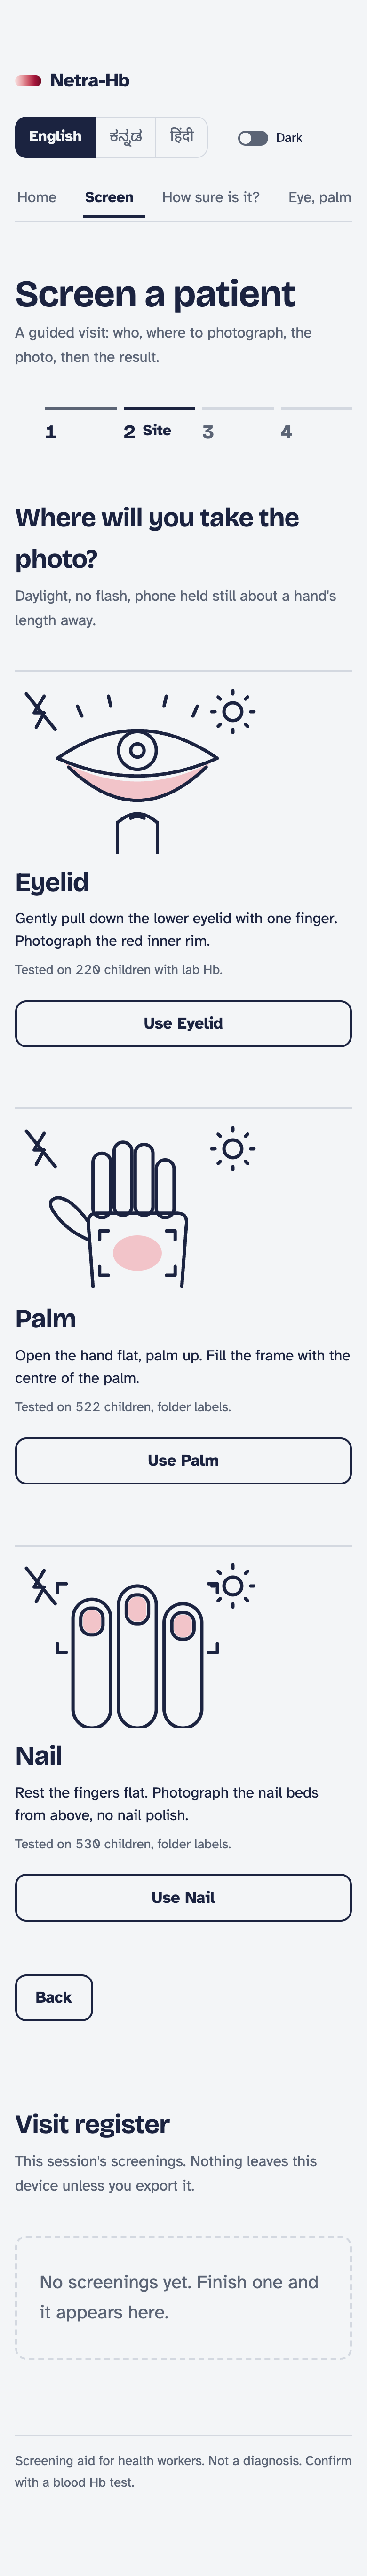 Netra-Hb
English
ಕನ್ನಡ
हिंदी
Dark
Home
Screen
How sure is it?
Eye, palm
Screen a patient
A guided visit: who, where to photograph, the
photo, then the result.
1
2 Site
3
4
Where will you take the
photo?
Daylight, no flash, phone held still about a hand's
length away.
Eyelid
Gently pull down the lower eyelid with one finger.
Photograph the red inner rim.
Tested on 220 children with lab Hb.
Use Eyelid
Palm
Open the hand flat, palm up. Fill the frame with the
centre of the palm.
Tested on 522 children, folder labels.
Use Palm
Nail
Rest the fingers flat. Photograph the nail beds
from above, no nail polish.
Tested on 530 children, folder labels.
Use Nail
Back
Visit register
This session's screenings. Nothing leaves this
device unless you export it.
No screenings yet. Finish one and
it appears here.
Screening aid for health workers. Not a diagnosis. Confirm
with a blood Hb test.